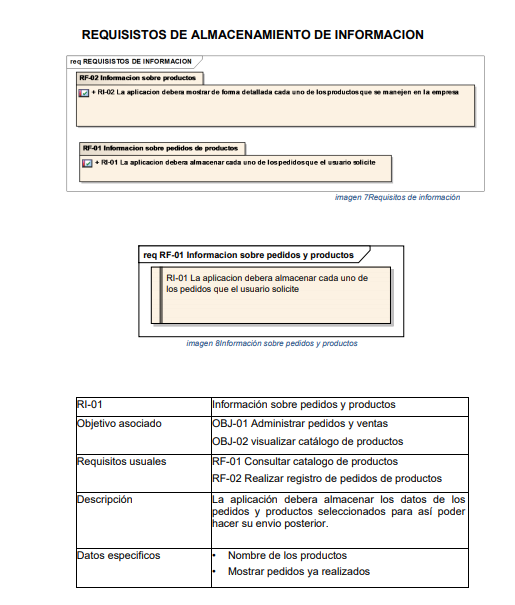 REQUISISTOS DE ALMACENAMIENTO DE INFORMACION
req REQUISISTOS DE INFORMACION
RF-02 Informacion sobre productos
+ RI-02 La aplicacion debera mostrar de forma detallada cada uno de los productos que se manejen en la empresa
RF-01 Informacion sobre pedidos de productos
+ RI-01 La aplicacion debera almacenar cada uno de los pedidos que el usuario solicite
imagen 7Requisitos de información
req RF-01 Informacion sobre pedidos y productos
RI-01 La aplicacion debera almacenar cada uno de
los pedidos que el usuario solicite
imagen 8Información sobre pedidos y productos
RI-01 Información sobre pedidos y productos
Objetivo asociado OBJ-01 Administrar pedidos y ventas
OBJ-02 visualizar catálogo de productos
Requisitos usuales RF-01 Consultar catalogo de productos
RF-02 Realizar registro de pedidos de productos
Descripción La aplicación debera almacenar los datos de los
pedidos y productos seleccionados para así poder
hacer su envio posterior.
Datos especificos • Nombre de los productos
• Mostrar pedidos ya realizados